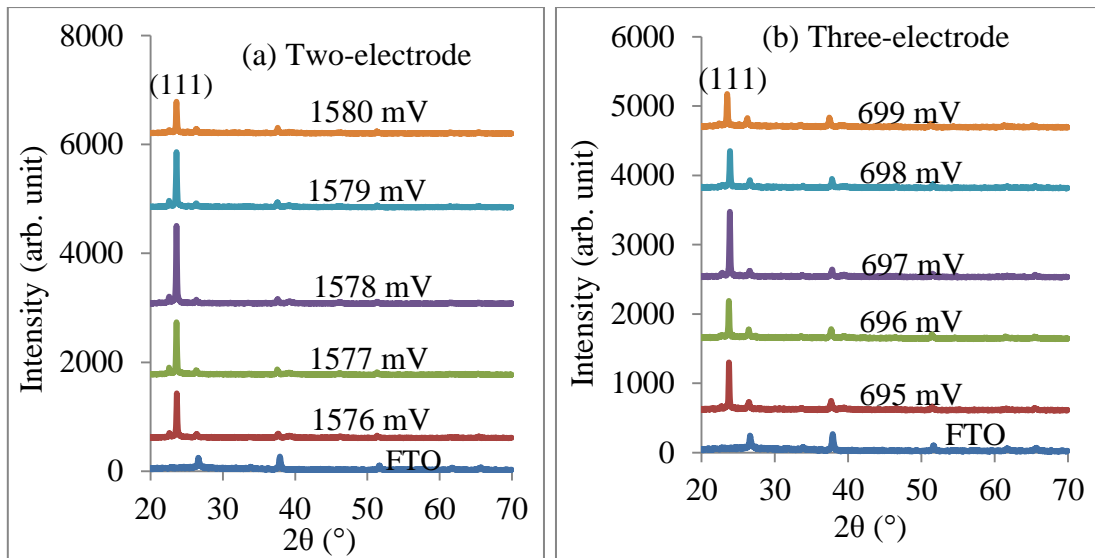 (a) Two-electrode
8000
6000
4000
2000
0
Intensity (arb. unit)
(111)
1580 mV
1579 mV
1578 mV
1577 mV
1576 mV
FTO
20 30 40 50 60 70
2θ (°)
(b) Three-electrode
6000
5000
4000
3000
2000
1000
0
Intensity (arb. unit)
(111)
699 mV
698 mV
697 mV
696 mV
695 mV
FTO
20 30 40 50 60 70
2θ (°)